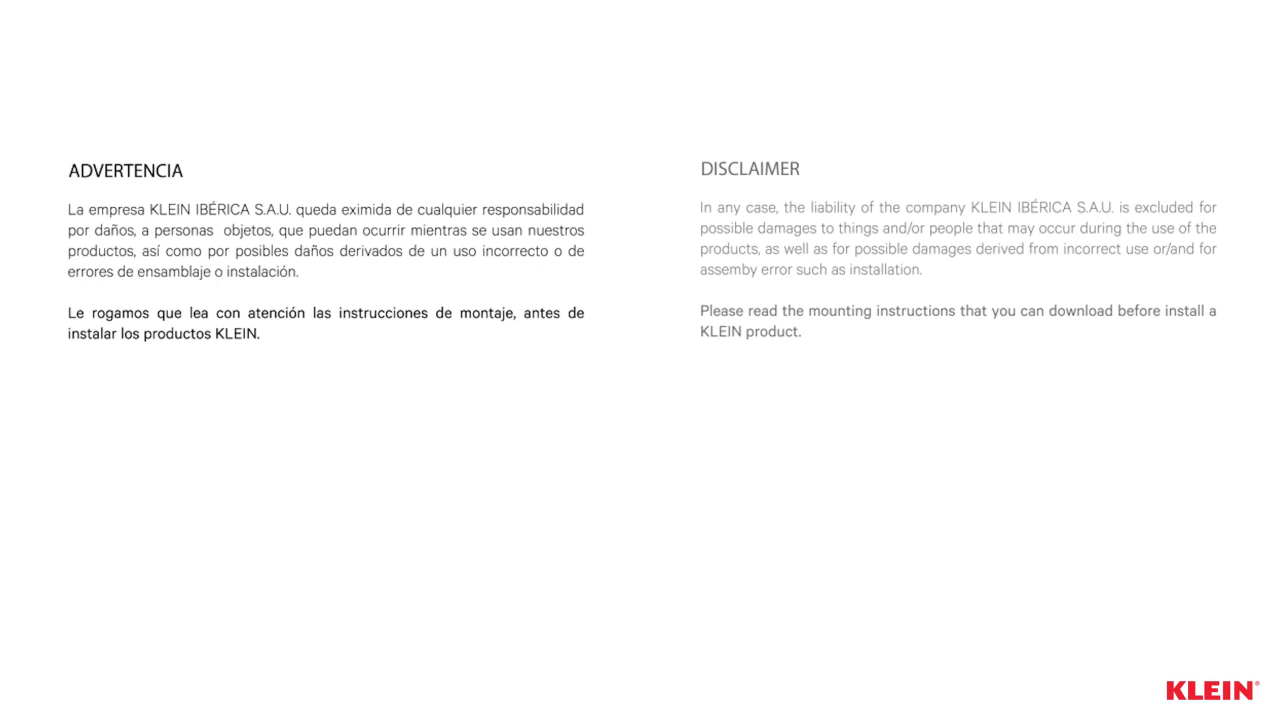 ADVERTENCIA
La empresa KLEIN IBÉRICA S.A.U. queda eximida de cualquier responsabilidad
por daños, a personas  objetos, que puedan ocurrir mientras se usan nuestros
productos, así como por posibles daños derivados de un uso incorrecto o de
errores de ensamblaje o instalación.
Le rogamos que lea con atención las instrucciones de montaje, antes de
instalar los productos KLEIN.
DISCLAIMER
In any case, the liability of the company KLEIN IBÉRICA S.A.U. is excluded for
possible damages to things and/or people that may occur during the use of the
products, as well as for possible damages derived from incorrect use or/and for
assemby error such as installation.
Please read the mounting instructions that you can download before install a
KLEIN product.
KLEIN®